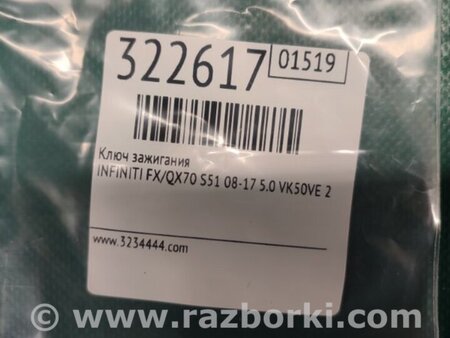 322617
01519
Ключ зажигания
INFINITI FX/QX70 S51 08-17 5.0 VK50VE 2
www.3234444.com
www.razborki.com